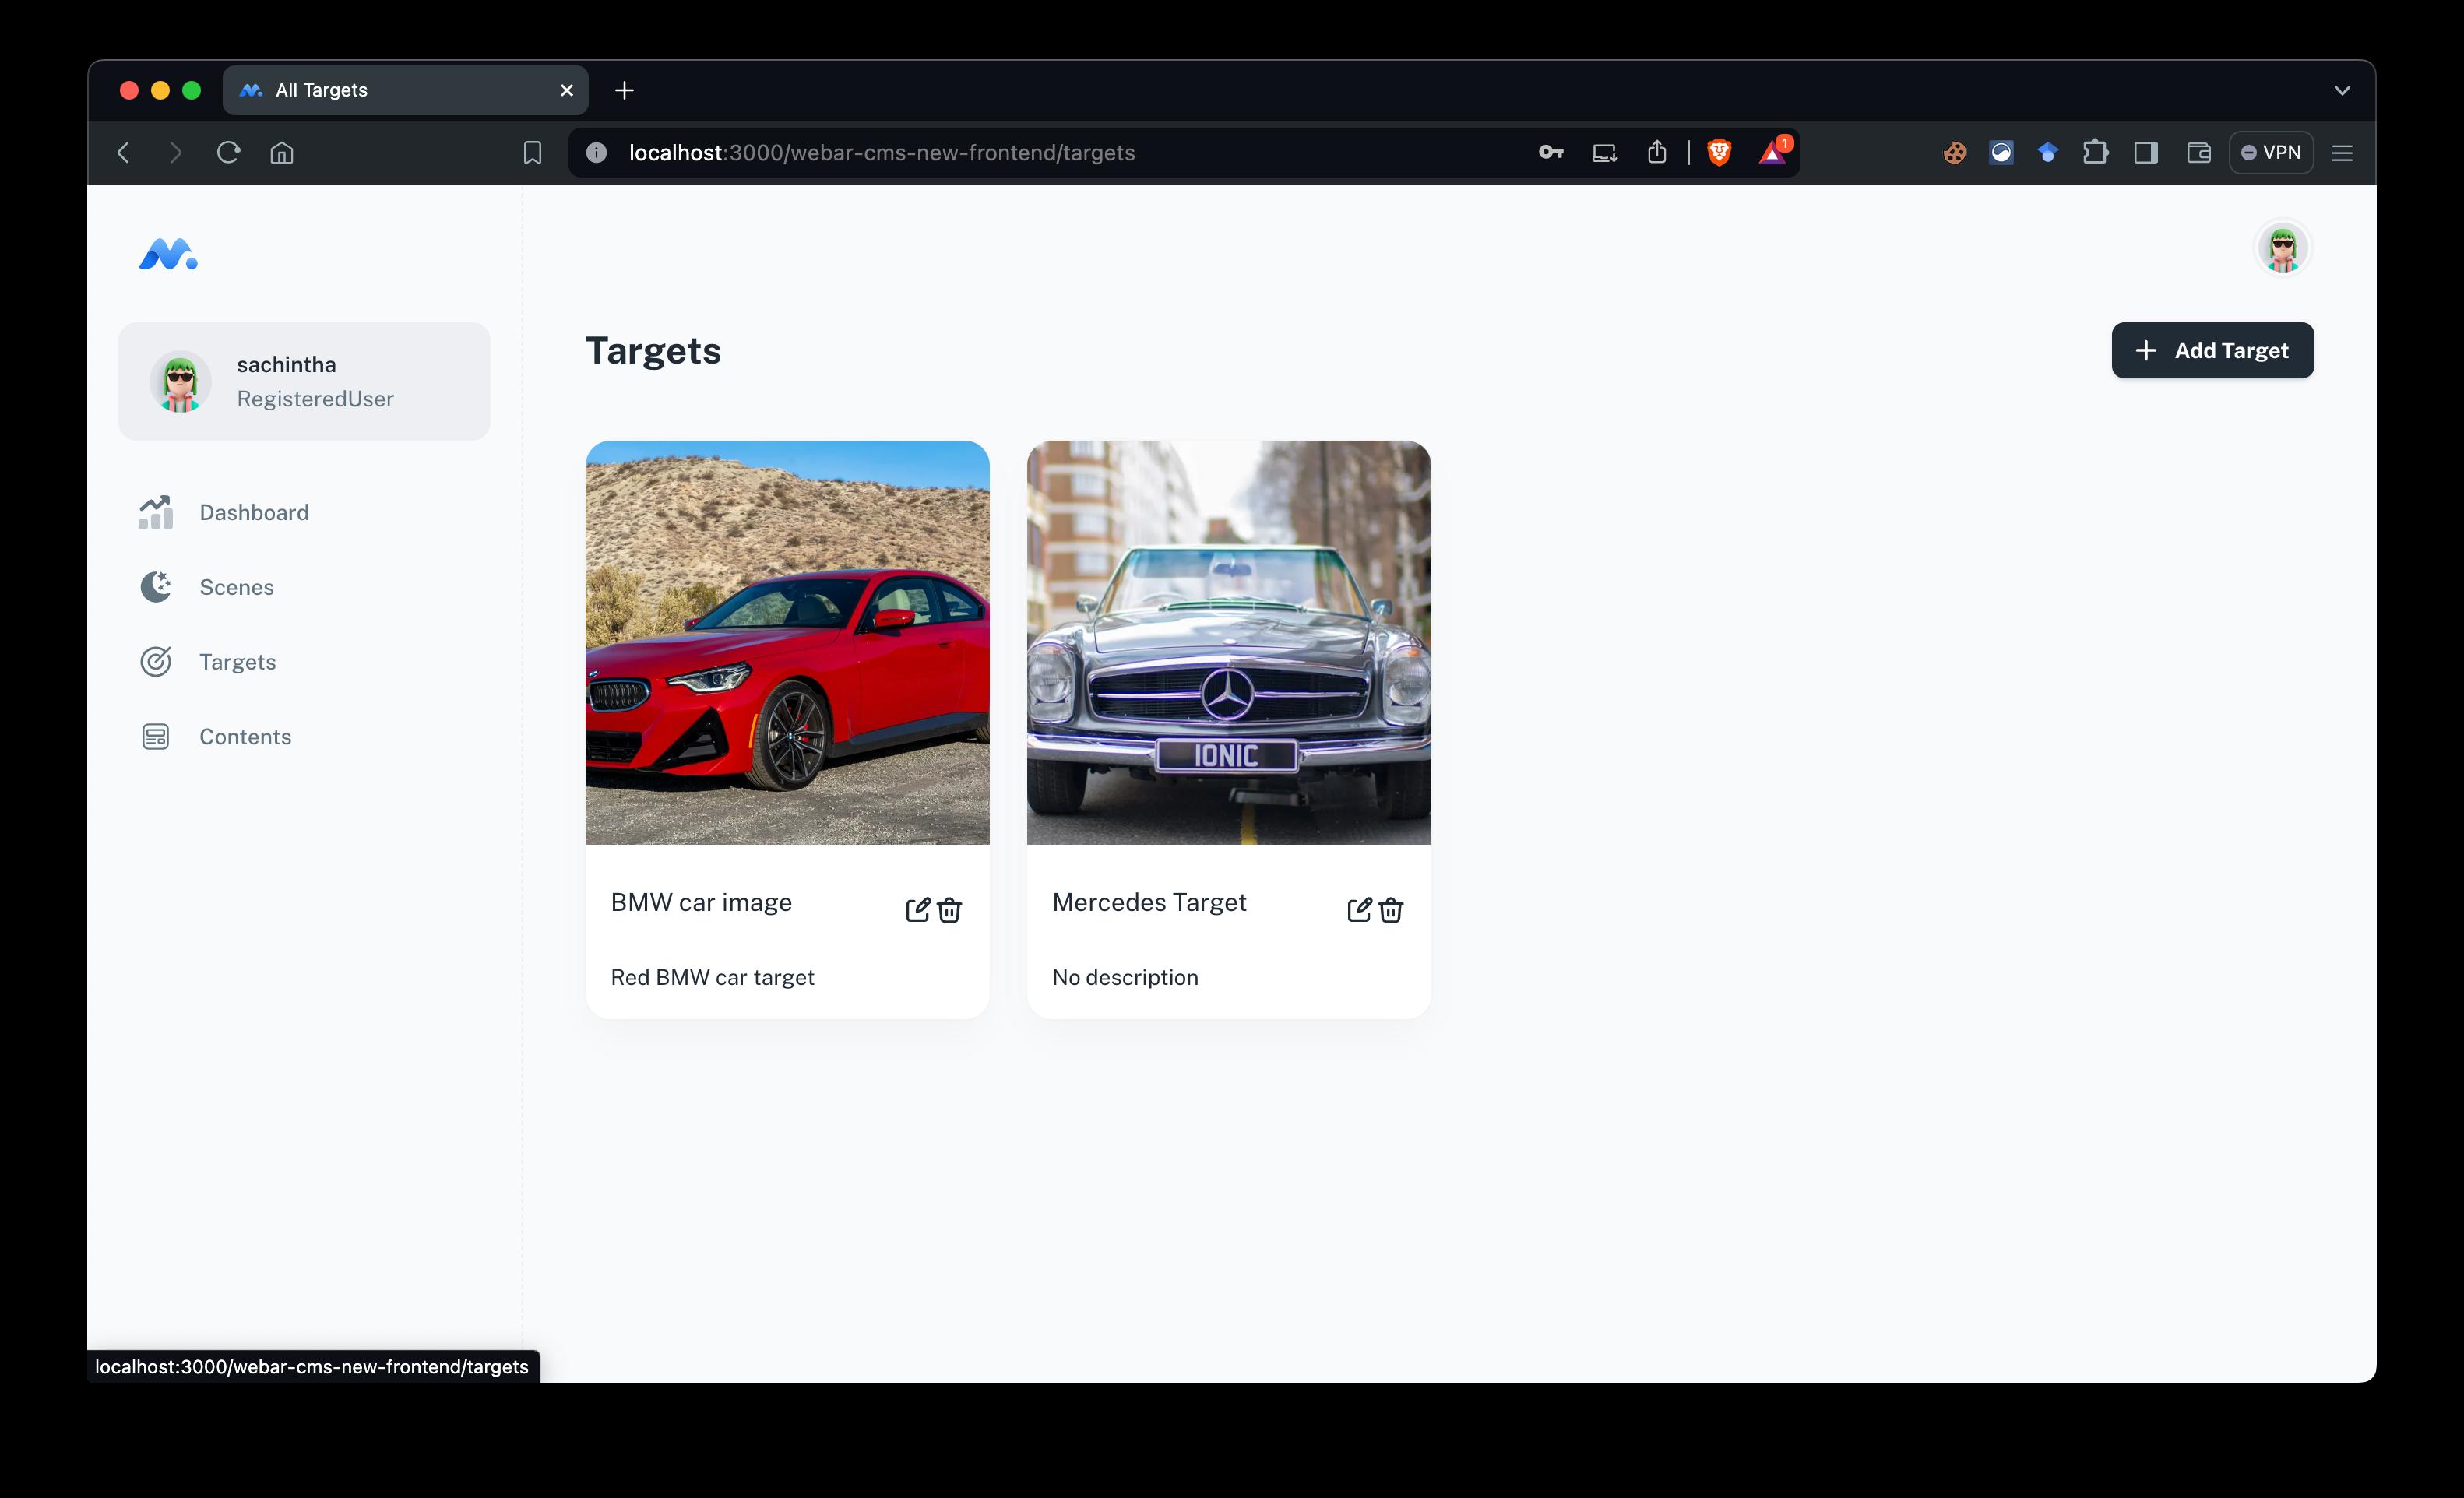 All Targets
localhost:3000/webar-cms-new-frontend/targets
1
VPN
sachintha
RegisteredUser
Dashboard
Scenes
Targets
Contents
Targets
Add Target
IONIC
BMW car image
Red BMW car target
Mercedes Target
No description
localhost:3000/webar-cms-new-frontend/targets